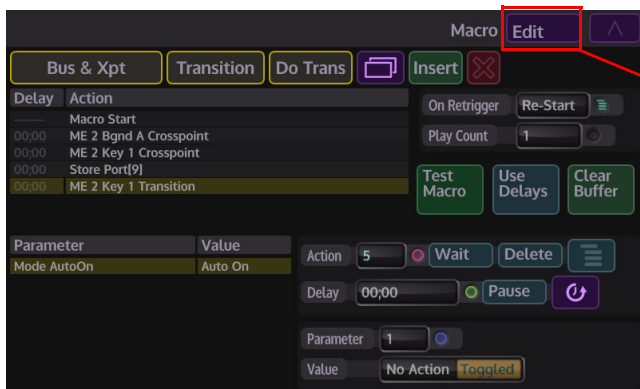 Macro Edit
Bus & Xpt Transition Do Trans Insert
Delay Action
Macro Start
00;00 ME 2 Bgnd A Crosspoint
00;00 ME 2 Key 1 Crosspoint
00;00 Store Port[9]
00;00 ME 2 Key 1 Transition
On Retrigger Re-Start
Play Count 1
Test Macro Use Delays Clear Buffer
Parameter Value
Mode AutoOn Auto On
Action 5 Wait Delete
Delay 00;00 Pause
Parameter 1
Value No Action Toggled